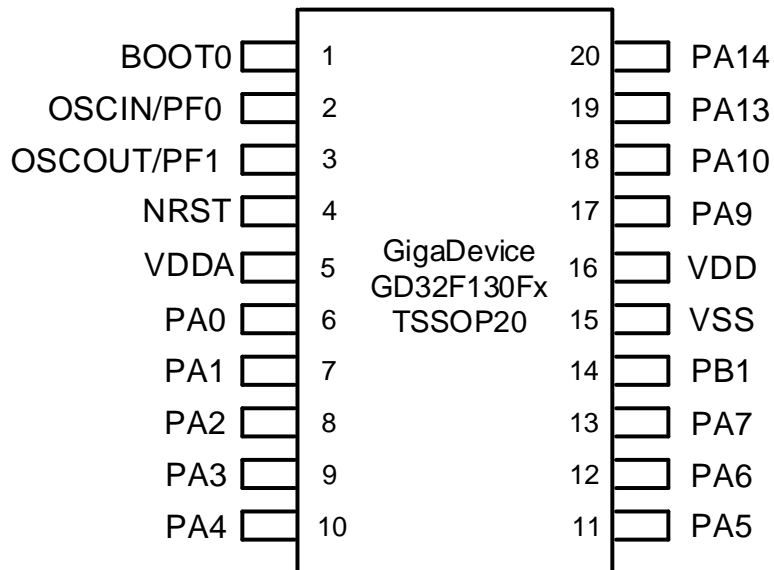 BOOT0 1 20 PA14
OSCIN/PF0 2 19 PA13
OSCOUT/PF1 3 18 PA10
NRST 4 17 PA9
VDDA 5 16 VDD
PA0 6 15 VSS
PA1 7 14 PB1
PA2 8 13 PA7
PA3 9 12 PA6
PA4 10 11 PA5
GigaDevice
GD32F130Fx
TSSOP20